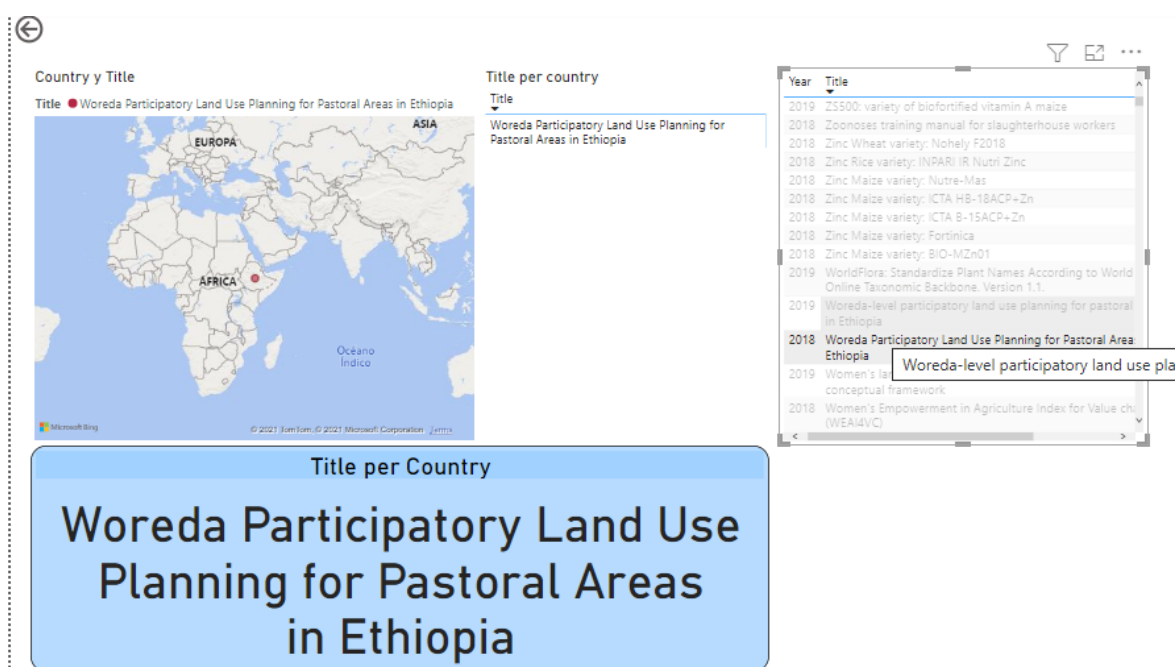 Country y Title
Title Woreda Participatory Land Use Planning for Pastoral Areas in Ethiopia
ASIA
EUROPA
ÁFRICA
Océano
Índico
Microsoft Bing
© 2021 TomTom, © 2021 Microsoft Corporation Terms
Title per country
Title
Woreda Participatory Land Use Planning for
Pastoral Areas in Ethiopia
Year Title
2019 ZS500: variety of biofortified vitamin A maize
2018 Zoonoses training manual for slaughterhouse workers
2018 Zinc Wheat variety: Nohely F2018
2018 Zinc Rice variety: INPARI IR Nutri Zinc
2018 Zinc Maize variety: Nutre-Mas
2018 Zinc Maize variety: ICTA HB-18ACP+Zn
2018 Zinc Maize variety: ICTA B-15ACP+Zn
2018 Zinc Maize variety: Fortinica
2018 Zinc Maize variety: BIO-MZn01
2019 WorldFlora: Standardize Plant Names According to World
Online Taxonomic Backbone. Version 1.1.
2019 Woreda-level participatory land use planning for pastoral
in Ethiopia
2018 Woreda Participatory Land Use Planning for Pastoral Area
Ethiopia
Woreda-level participatory land use pla
2019 Women's
conceptual framework
2018 Women's Empowerment in Agriculture Index for Value cha
(WEAI4VC)
Title per Country
Woreda Participatory Land Use
Planning for Pastoral Areas
in Ethiopia